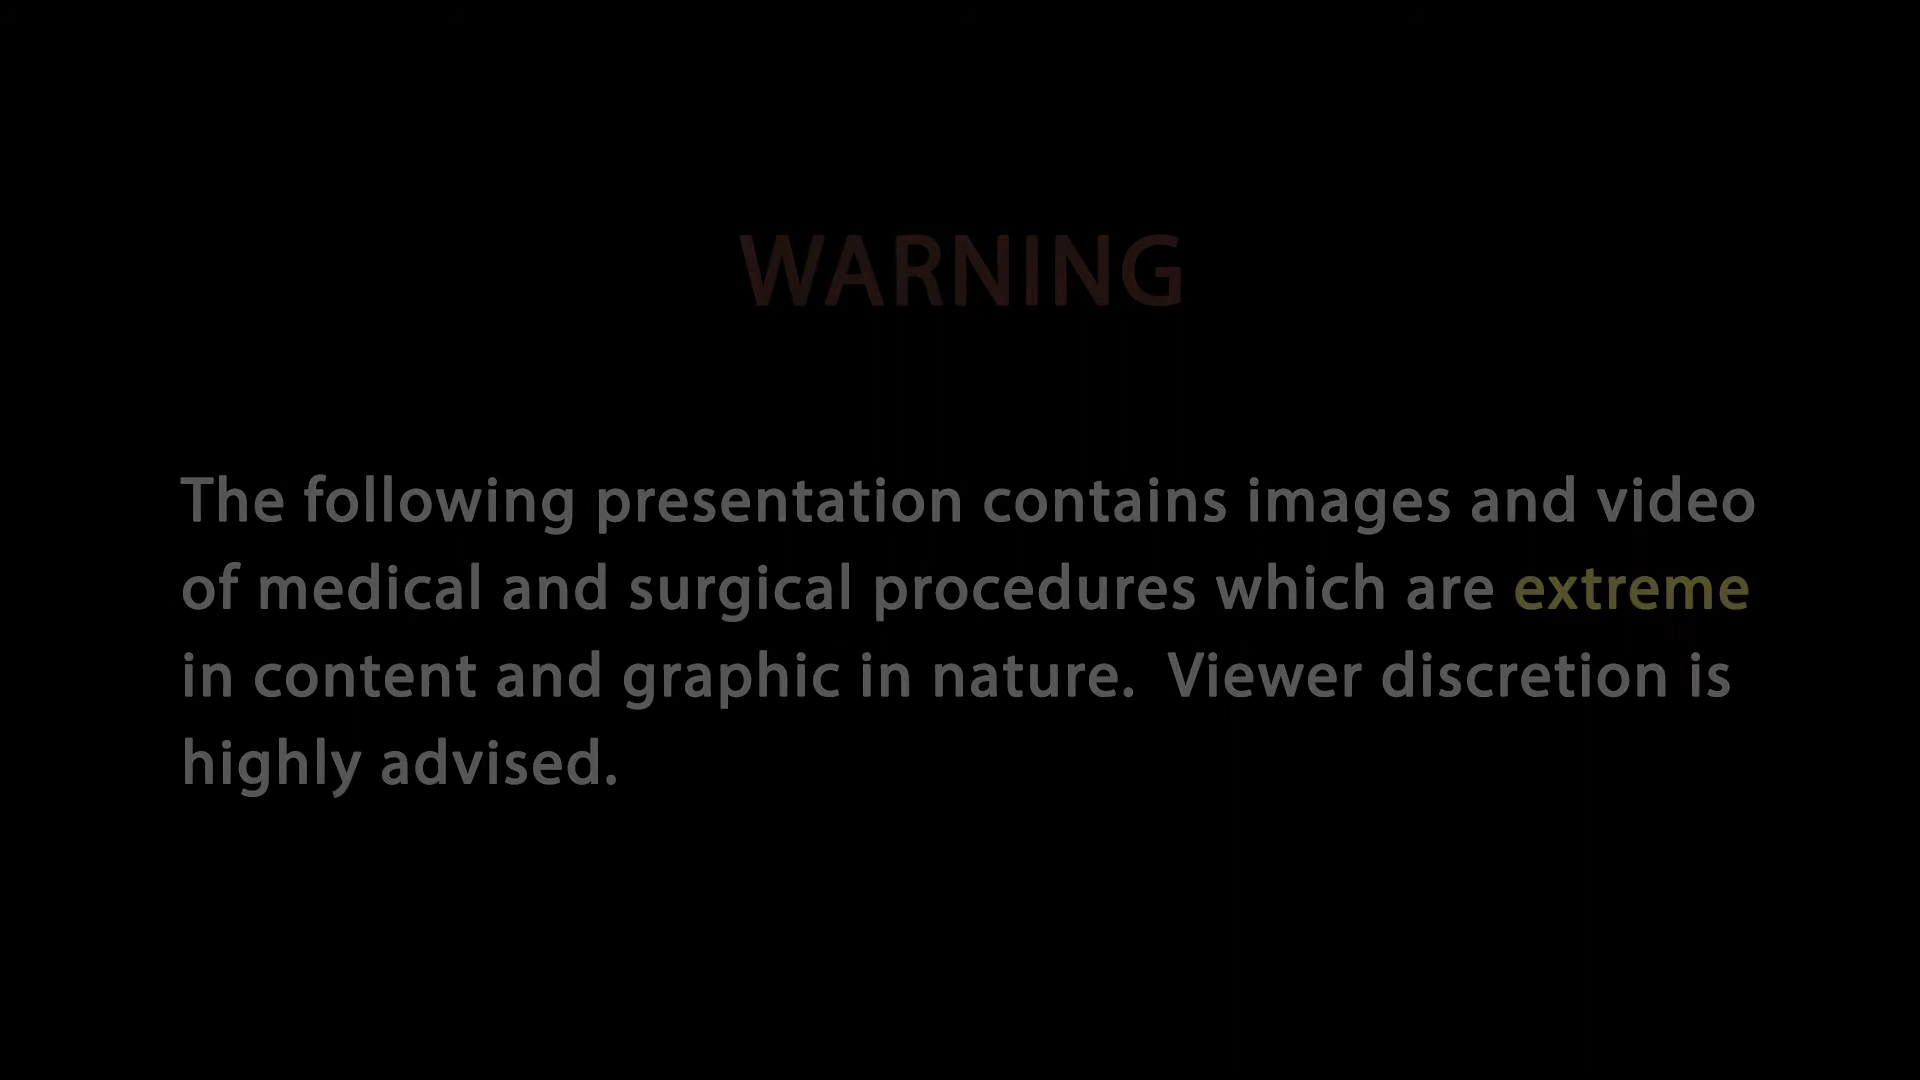 WARNING
The following presentation contains images and video
of medical and surgical procedures which are extreme
in content and graphic in nature.  Viewer discretion is
highly advised.